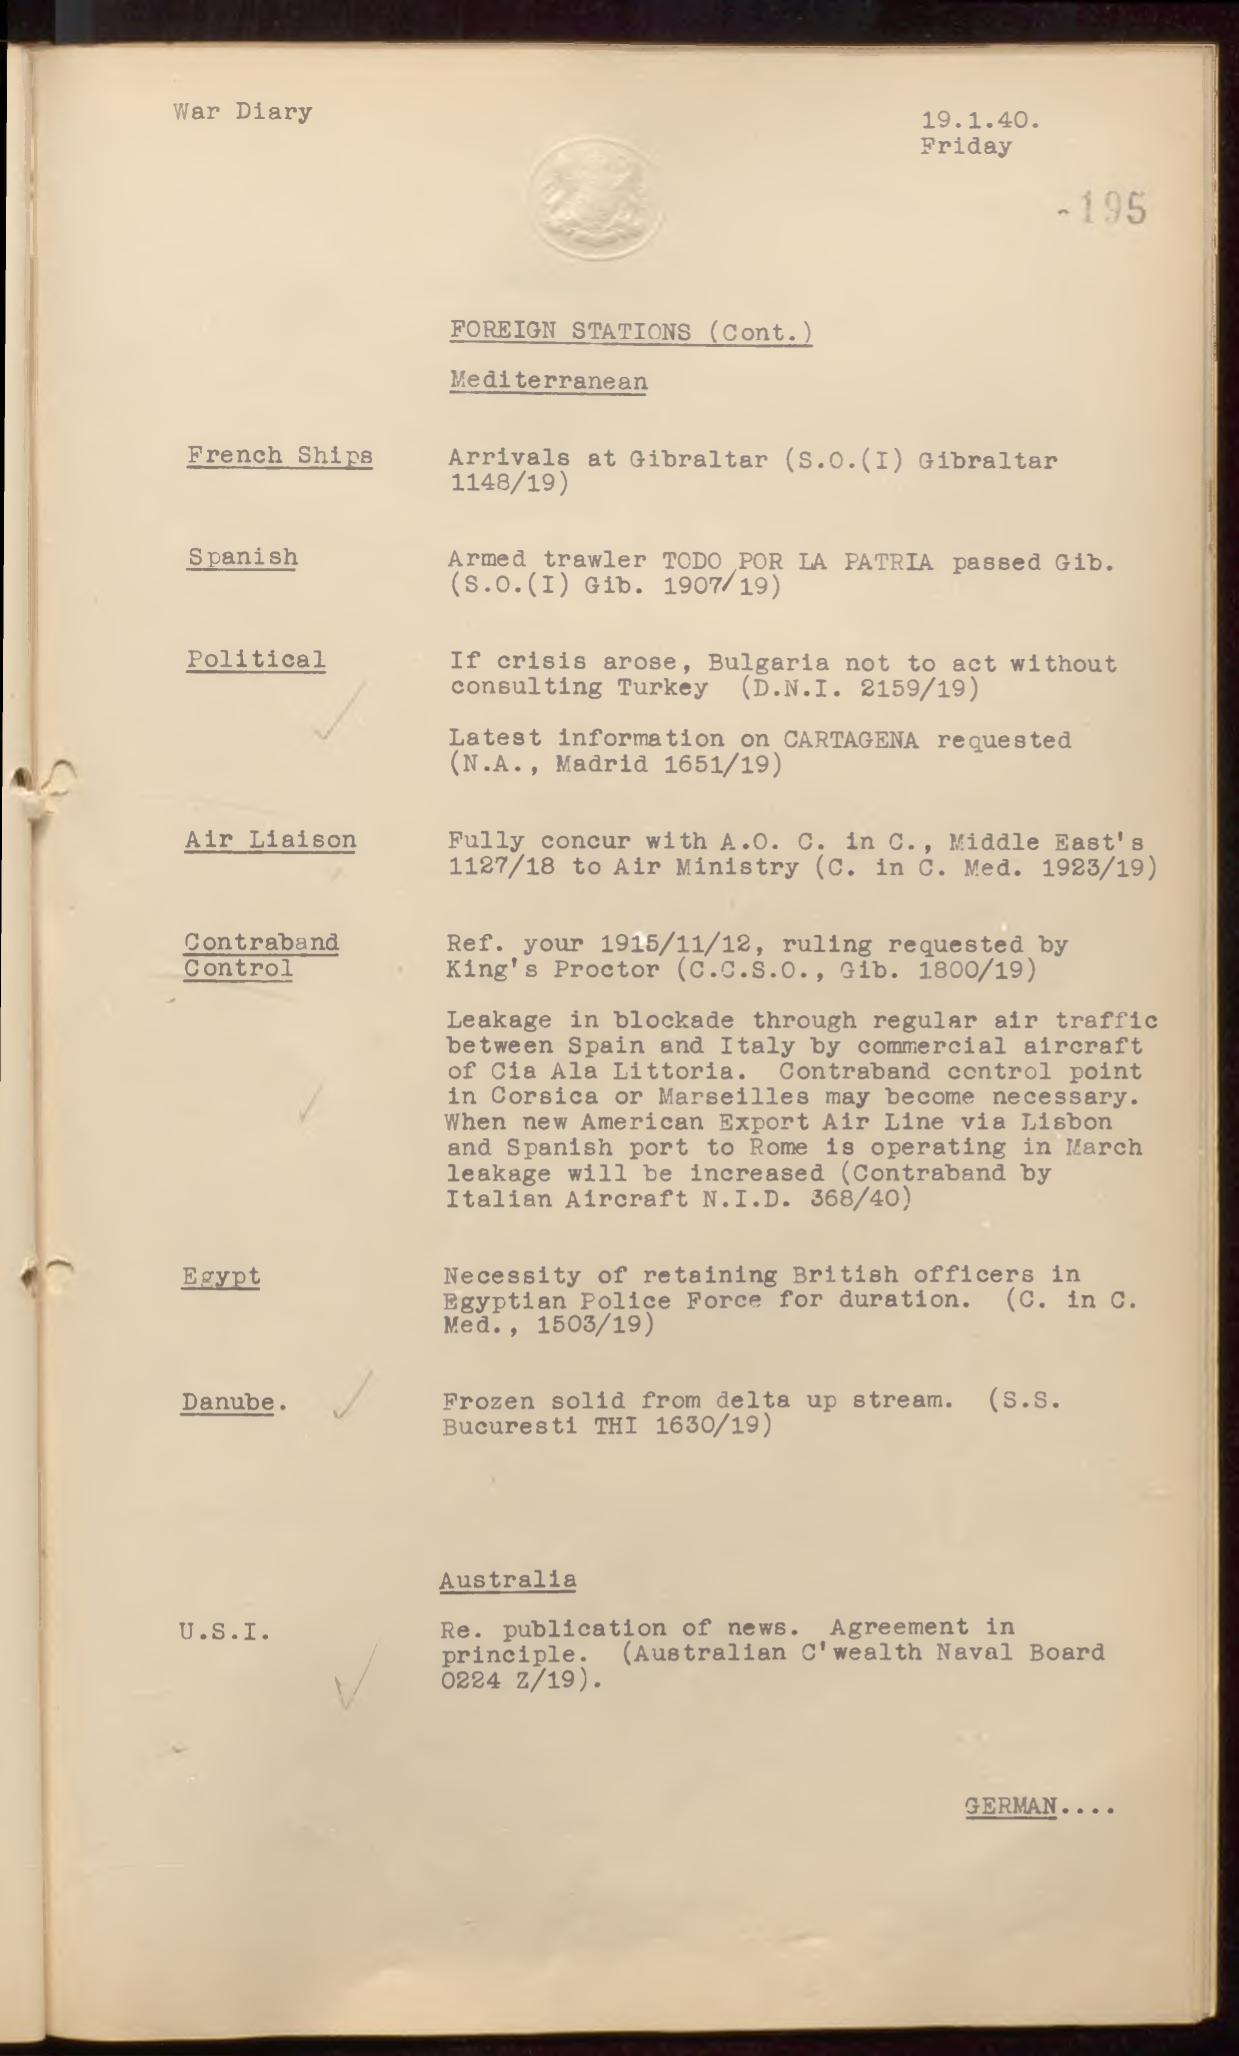 War Diary
19.1.40.
Friday
-195
FOREIGN STATIONS (Cont.)
Mediterranean
French Ships
Arrivals at Gibraltar (S.O.(I) Gibraltar
1148/19)
Spanish
Armed trawler TODO POR LA PATRIA passed Gib.
(S.O.(I) Gib. 1907/19)
Political
If crisis arose, Bulgaria not to act without
consulting Turkey (D.N.I. 2159/19)
Latest information on CARTAGENA requested
(N.A., Madrid 1651/19)
Air Liaison
Fully concur with A.O. C. in C., Middle East's
1127/18 to Air Ministry (C. in C. Med. 1923/19)
Contraband
Control
Ref. your 1915/11/12, ruling requested by
King's Proctor (C.C.S.O., Gib. 1800/19)
Leakage in blockade through regular air traffic
between Spain and Italy by commercial aircraft
of Cia Ala Littoria. Contraband control point
in Corsica or Marseilles may become necessary.
When new American Export Air Line via Lisbon
and Spanish port to Rome is operating in March
leakage will be increased (Contraband by
Italian Aircraft N.I.D. 368/40)
Egypt
Necessity of retaining British officers in
Egyptian Police Force for duration. (C. in C.
Med., 1503/19)
Danube.
Frozen solid from delta up stream. (S.S.
Bucuresti THI 1630/19)
Australia
U.S.I.
Re. publication of news. Agreement in
principle. (Australian C'wealth Naval Board
0224 Z/19).
GERMAN....